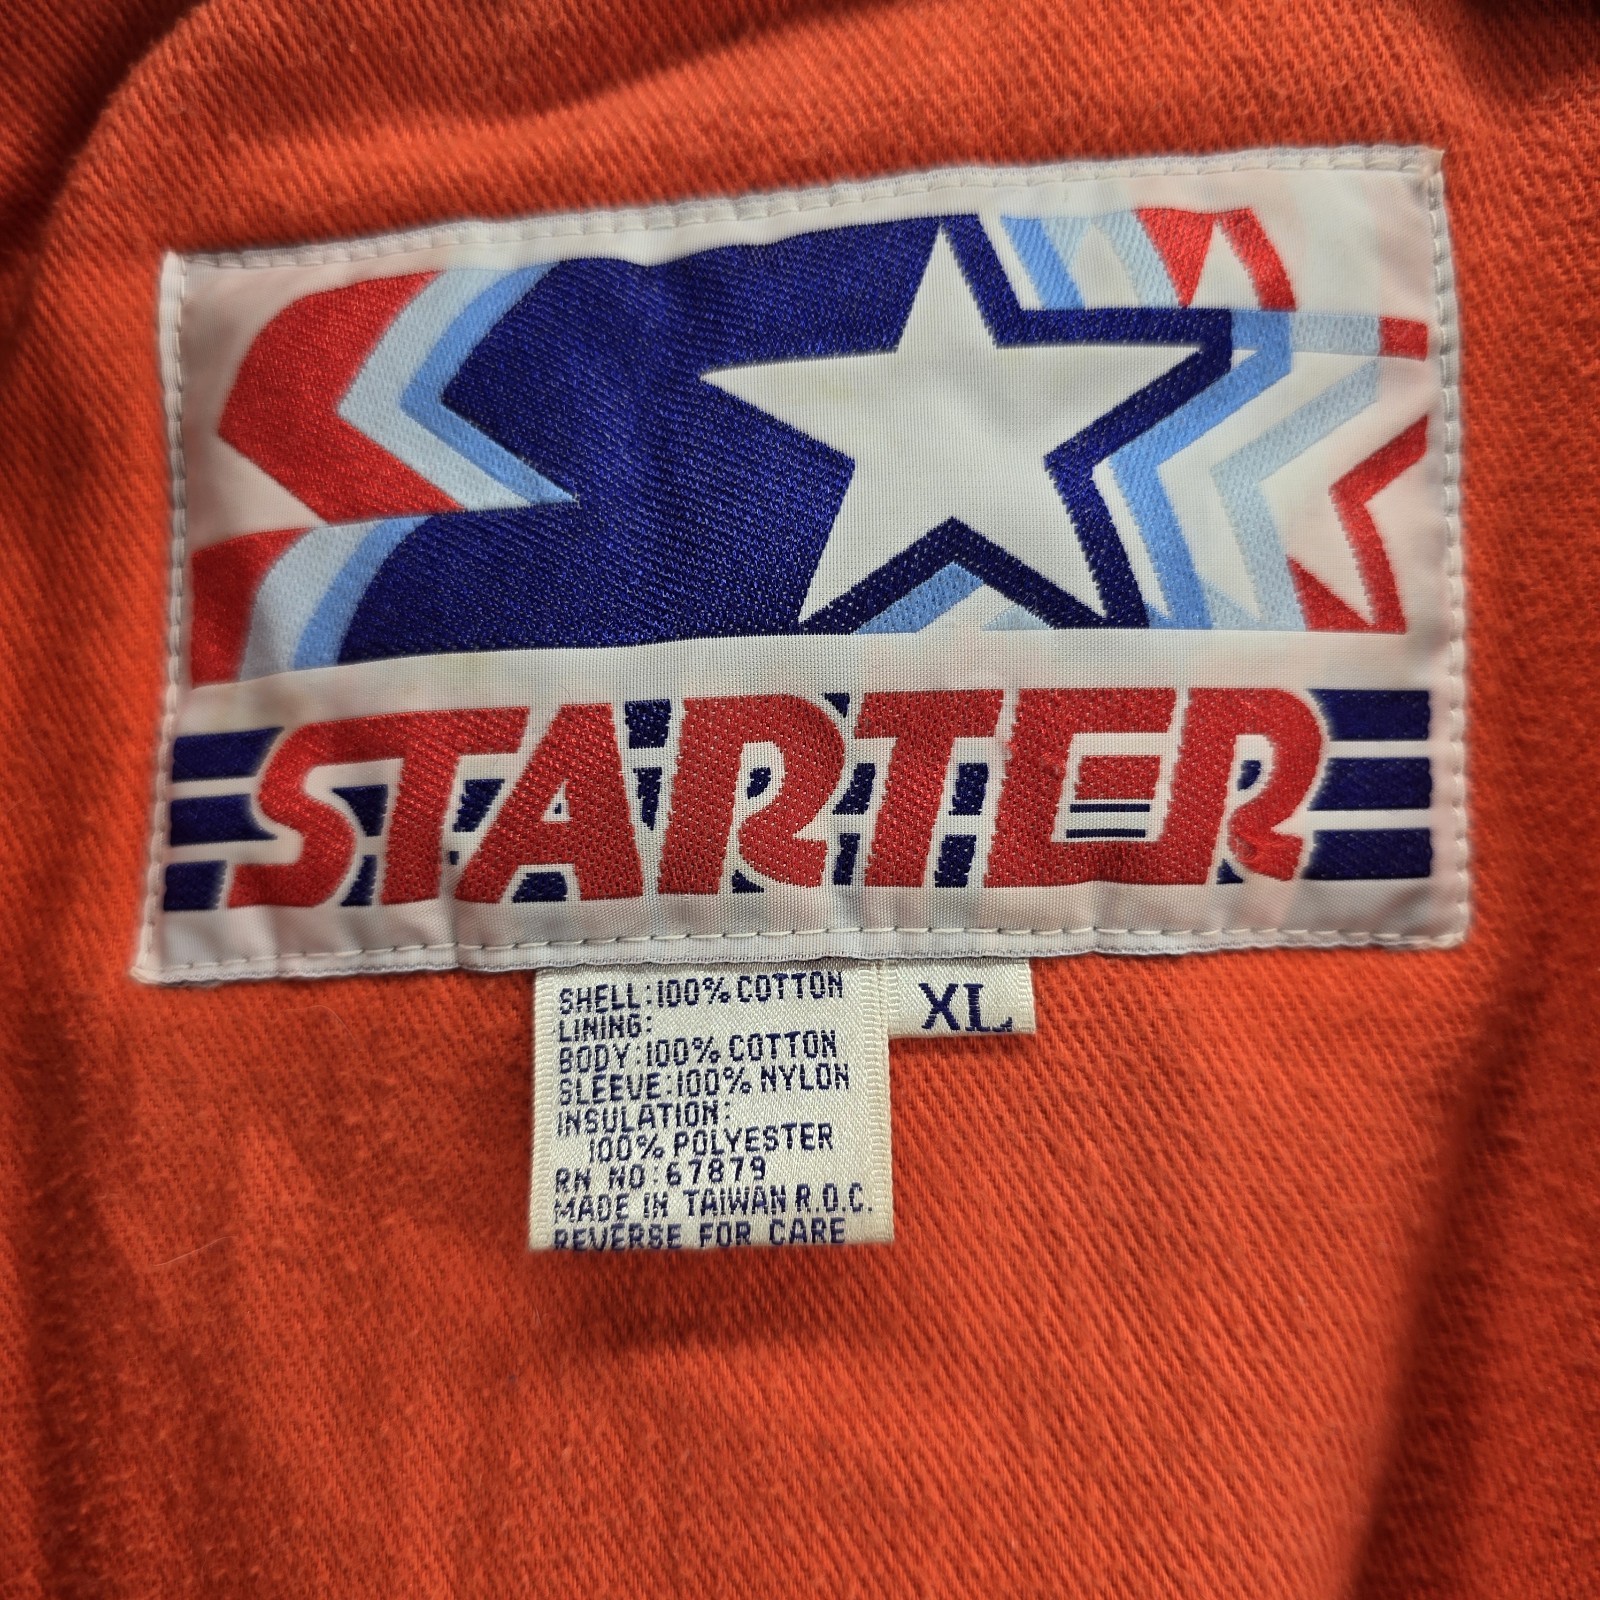 STARTER
SHELL:100% COTTON
LINING:
BODY:100% COTTON
SLEEVE:100% NYLON
INSULATION:
100% POLYESTER
RN NO:67879
MADE IN TAIWAN R.O.C.
REVERSE FOR CARE
XL